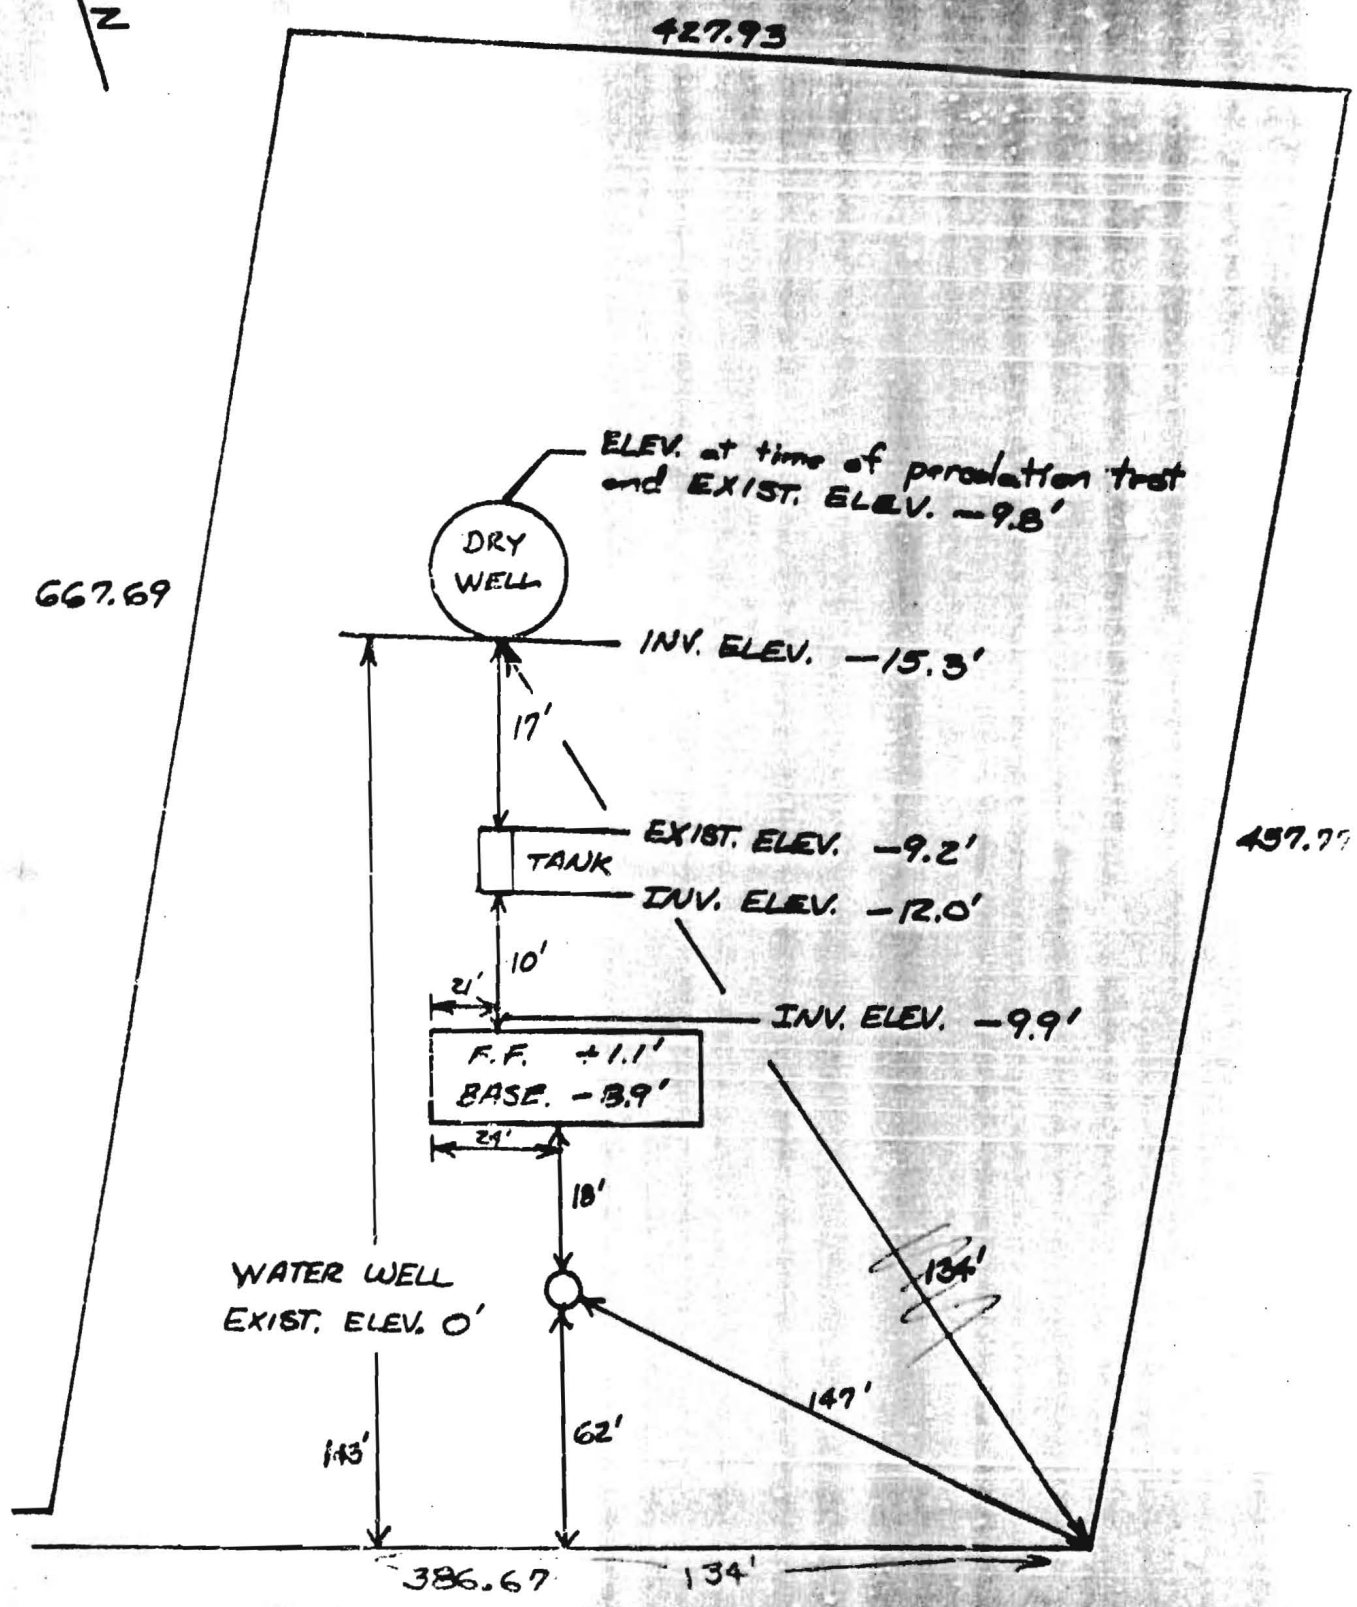 N
427.93
ELEV. at time of percolation test
and EXIST. ELEV. -9.8'
DRY
WELL
667.69
INV. ELEV. -15.3'
17'
EXIST. ELEV. -9.2'
TANK
INV. ELEV. -12.0'
10'
21'
INV. ELEV. -9.9'
F.F. +1.1'
BASE.
24'
18'
134'
WATER WELL
EXIST. ELEV. 0'
147'
62'
143'
386.67
134'